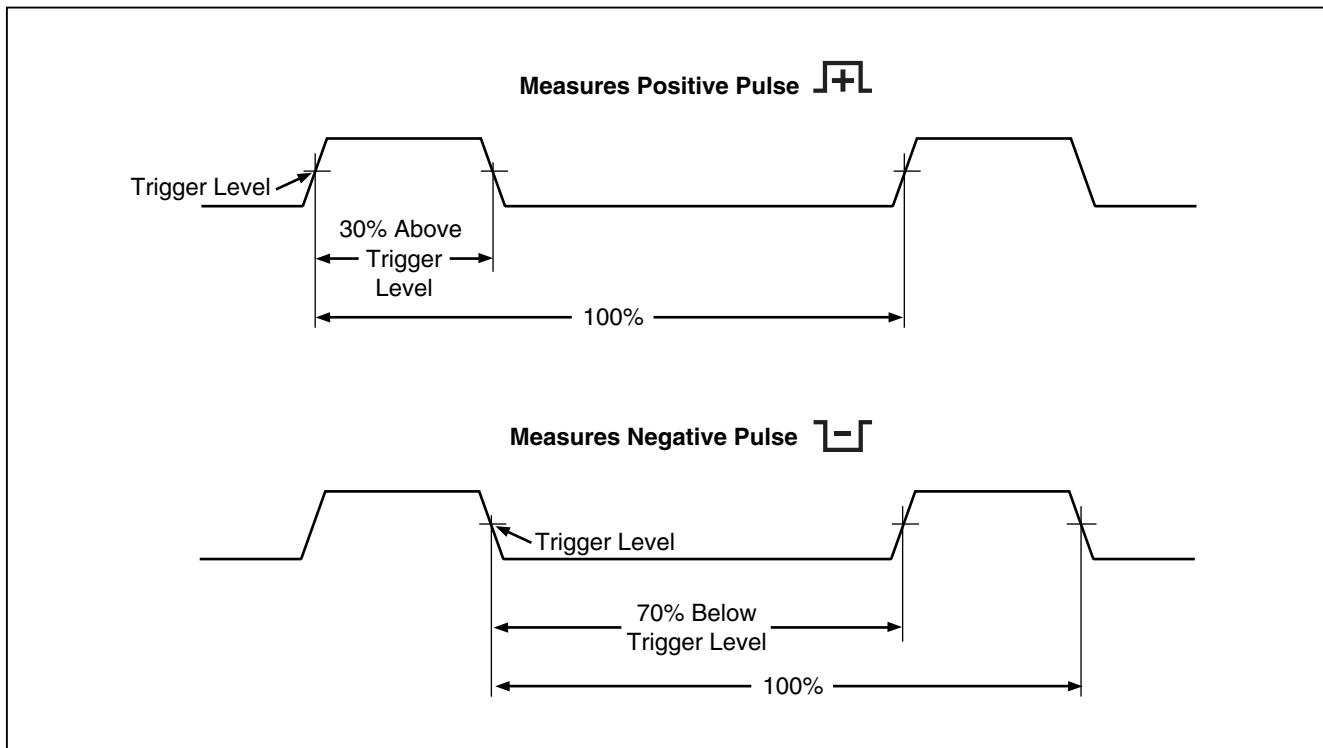 Measures Positive Pulse +
Trigger Level
30% Above
Trigger
Level
100%
Measures Negative Pulse -
Trigger Level
70% Below
Trigger Level
100%